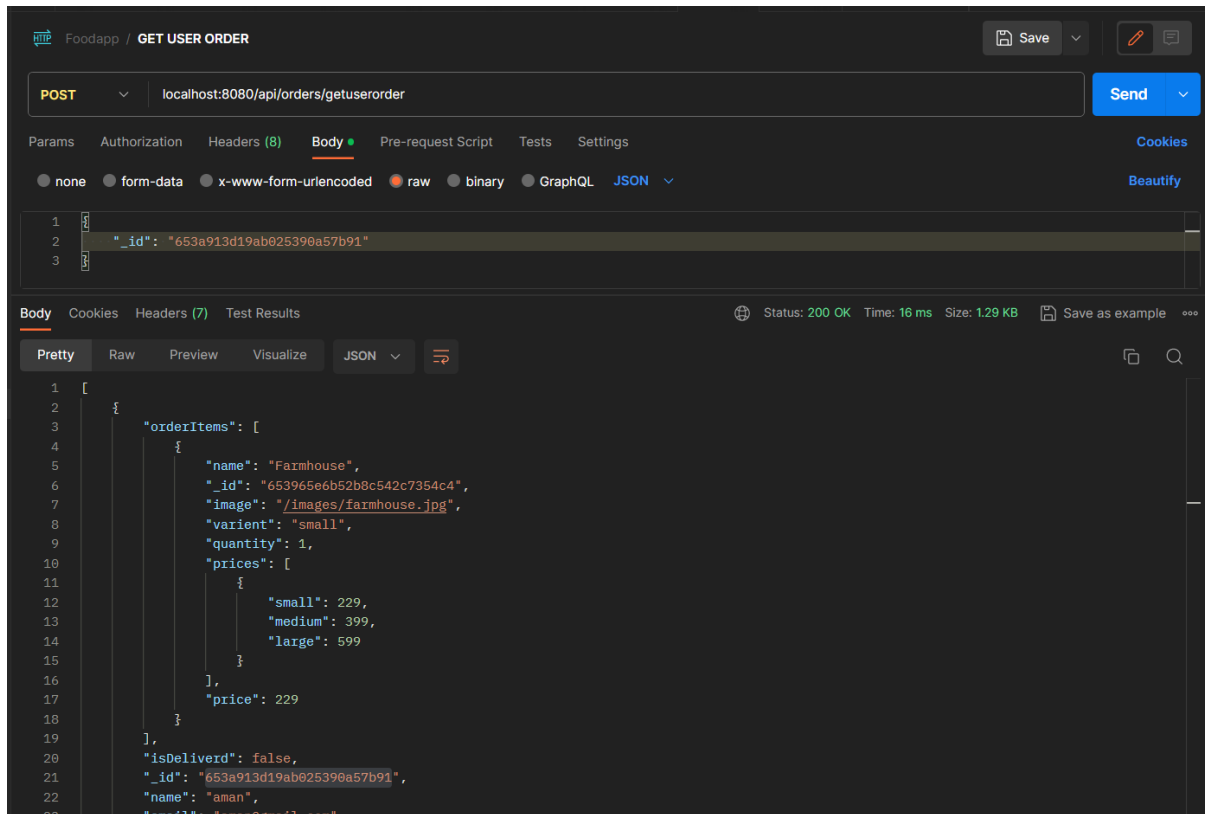 HTTP Foodapp / GET USER ORDER Save
POST localhost:8080/api/orders/getuserorder Send
Params Authorization Headers (8) Body Pre-request Script Tests Settings Cookies
none form-data x-www-form-urlencoded raw binary GraphQL JSON Beautify
1 {
2 "_id": "653a913d19ab025390a57b91"
3 }
Body Cookies Headers (7) Test Results Status: 200 OK Time: 16 ms Size: 1.29 KB Save as example
Pretty Raw Preview Visualize JSON
1 [
2 {
3 "orderItems": [
4 {
5 "name": "Farmhouse",
6 "_id": "653965e6b52b8c542c7354c4",
7 "image": "/images/farmhouse.jpg",
8 "varient": "small",
9 "quantity": 1,
10 "prices": [
11 {
12 "small": 229,
13 "medium": 399,
14 "large": 599
15 }
16 ],
17 "price": 229
18 }
19 ],
20 "isDeliverd": false,
21 "_id": "653a913d19ab025390a57b91",
22 "name": "aman",